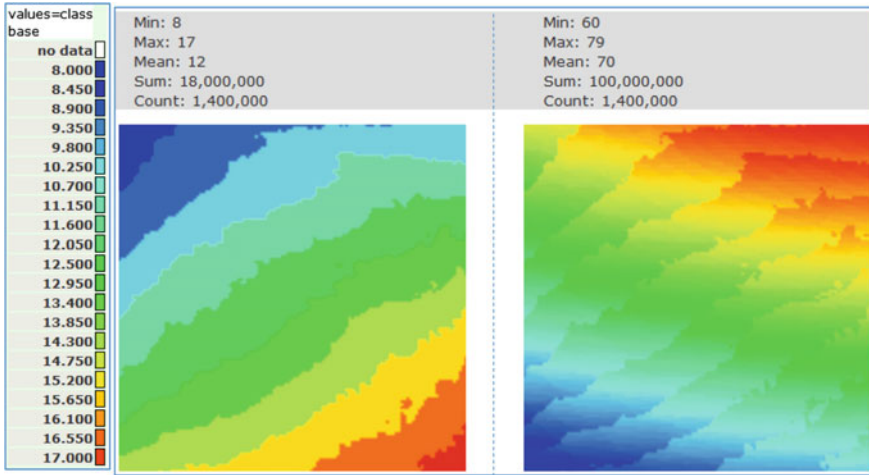 values=class
base
no data
8.000
8.450
8.900
9.350
9.800
10.250
10.700
11.150
11.600
12.050
12.500
12.950
13.400
13.850
14.300
14.750
15.200
15.650
16.100
16.550
17.000
Min: 8
Max: 17
Mean: 12
Sum: 18,000,000
Count: 1,400,000
Min: 60
Max: 79
Mean: 70
Sum: 100,000,000
Count: 1,400,000